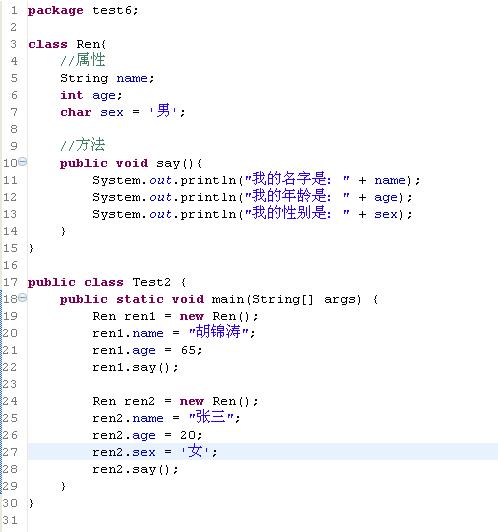 1 package test6;
2
3 class Ren{
4 //属性
5 String name;
6 int age;
7 char sex = '男';
8
9 //方法
10 public void say(){
11 System.out.println("我的名字是: " + name);
12 System.out.println("我的年龄是: " + age);
13 System.out.println("我的性别是: " + sex);
14 }
15 }
16
17 public class Test2 {
18 public static void main(String[] args) {
19 Ren ren1 = new Ren();
20 ren1.name = "胡锦涛";
21 ren1.age = 65;
22 ren1.say();
23
24 Ren ren2 = new Ren();
25 ren2.name = "张三";
26 ren2.age = 20;
27 ren2.sex = '女';
28 ren2.say();
29 }
30 }
31